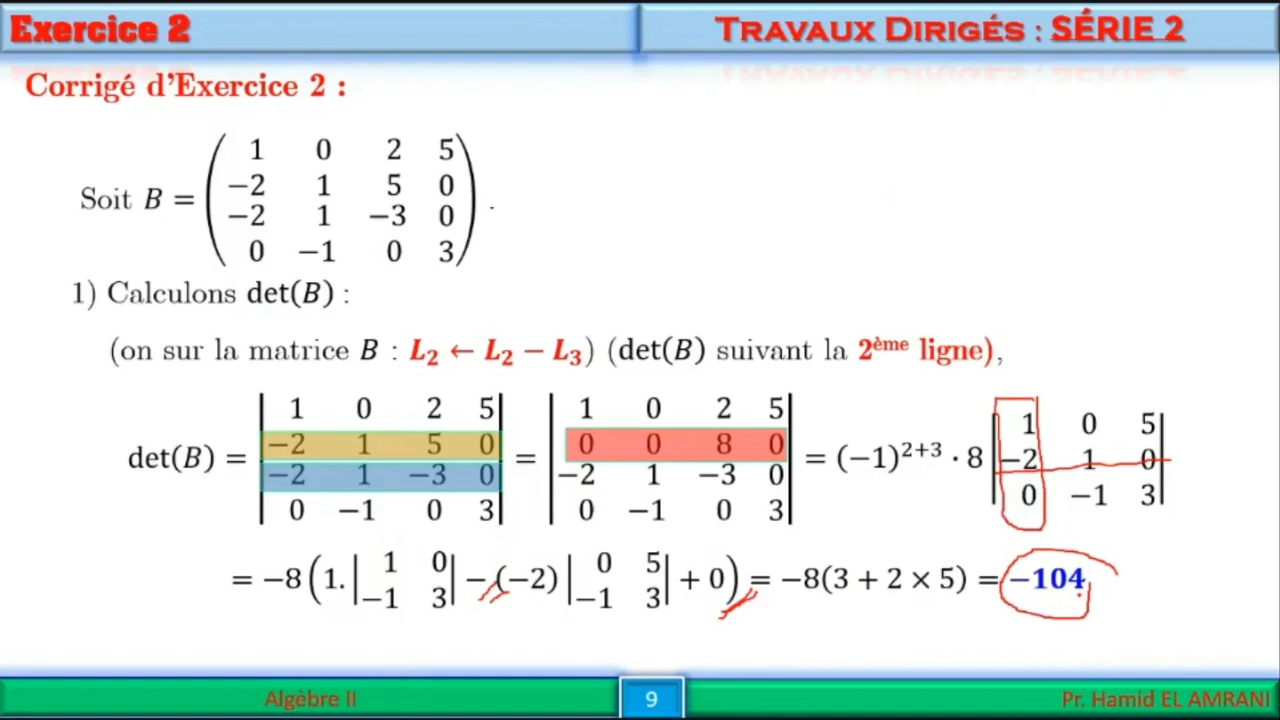 Exercice 2
TRAVAUX DIRIGÉS : SÉRIE 2
Corrigé d'Exercice 2 :
Soit B = ( 1 0 2 5
−2 1 5 0
−2 1 −3 0
0 −1 0 3 ) .
1) Calculons det(B) :
(on sur la matrice B : L₂ ← L₂ − L₃) (det(B) suivant la 2ème ligne),
det(B) = | 1 0 2 5 | = | 1 0 2 5 | = (−1)²⁺³ · 8 | 1 0 5 |
| −2 1 5 0 | | 0 0 8 0 | | −2 1 0 |
| −2 1 −3 0 | | −2 1 −3 0 | | 0 −1 3 |
| 0 −1 0 3 | | 0 −1 0 3 |
= −8 ( 1. | 1 0 | − (−2) | 0 5 | + 0 ) = −8(3 + 2 × 5) = −104
| −1 3 | | −1 3 |
Algèbre II
9
Pr. Hamid EL AMRANI